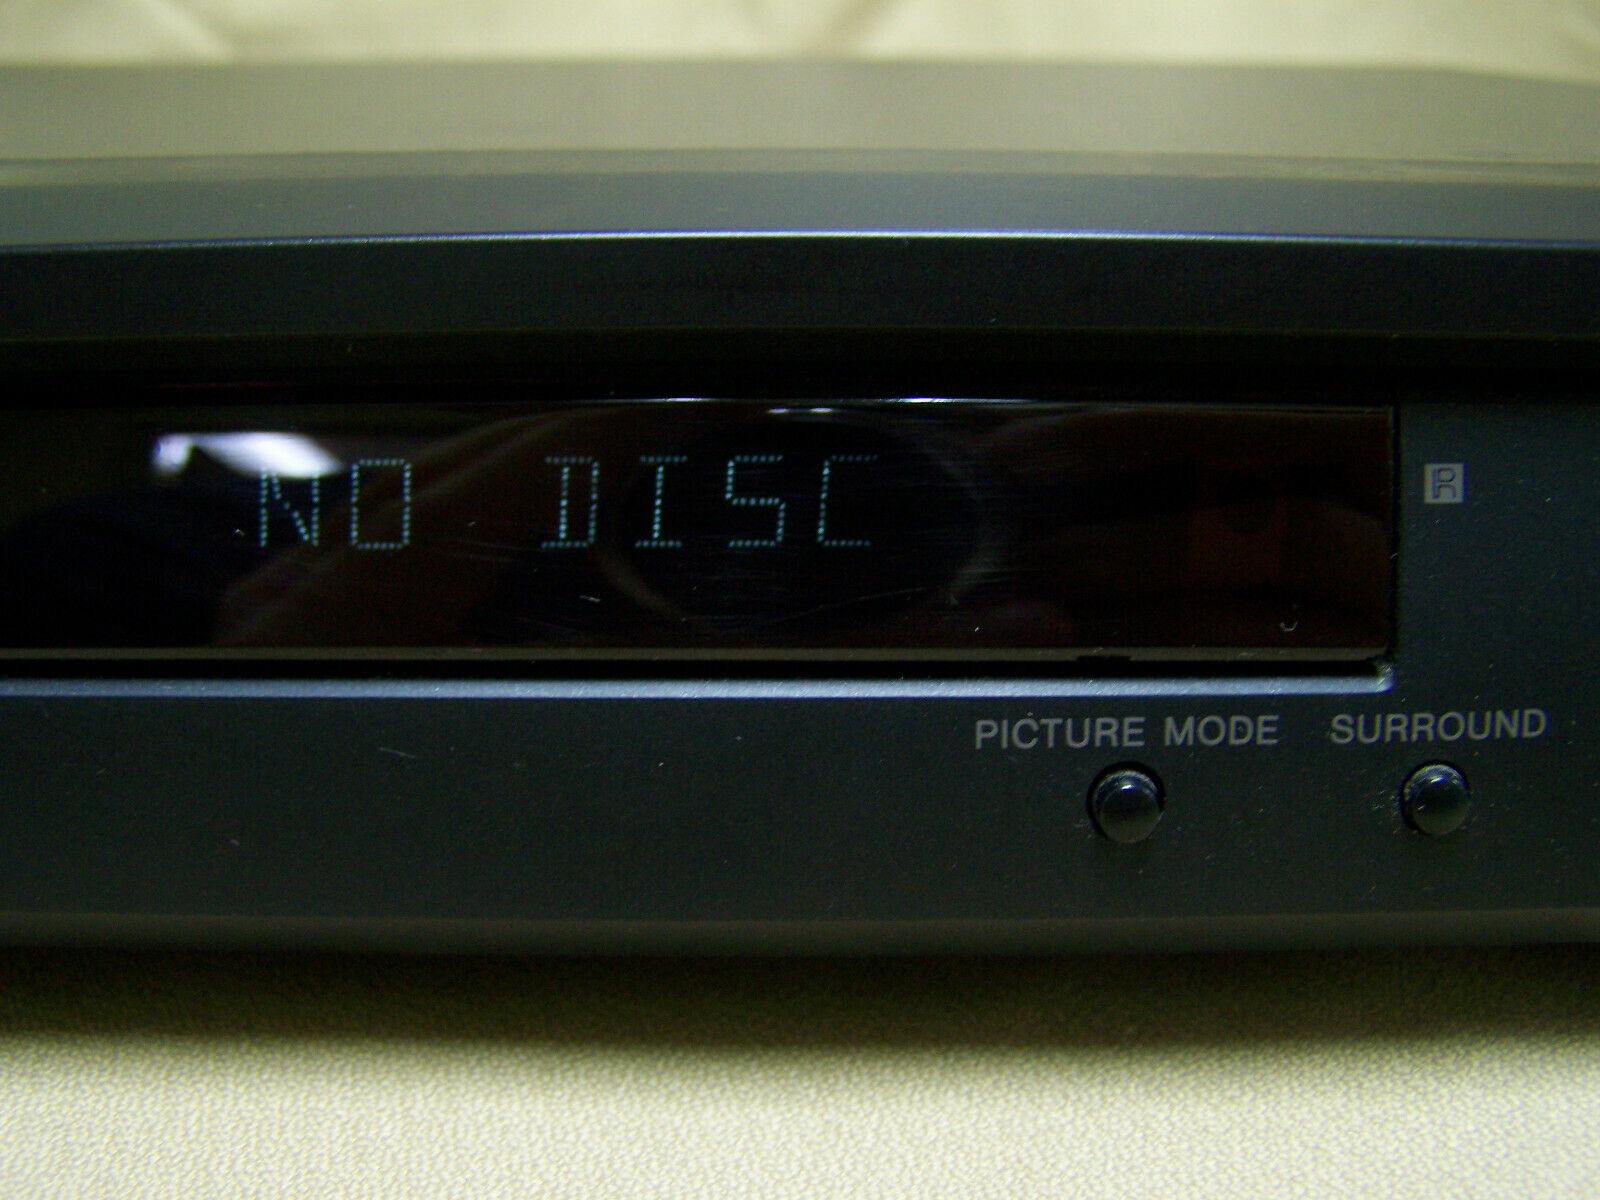 NO DISC
R
PICTURE MODE SURROUND